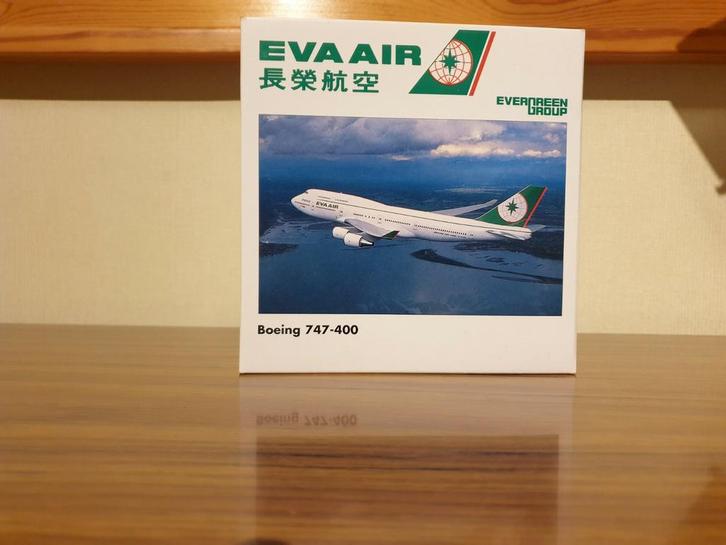 EVA AIR
長榮航空
EVERGREEN
GROUP
EVA AIR
Boeing 747-400